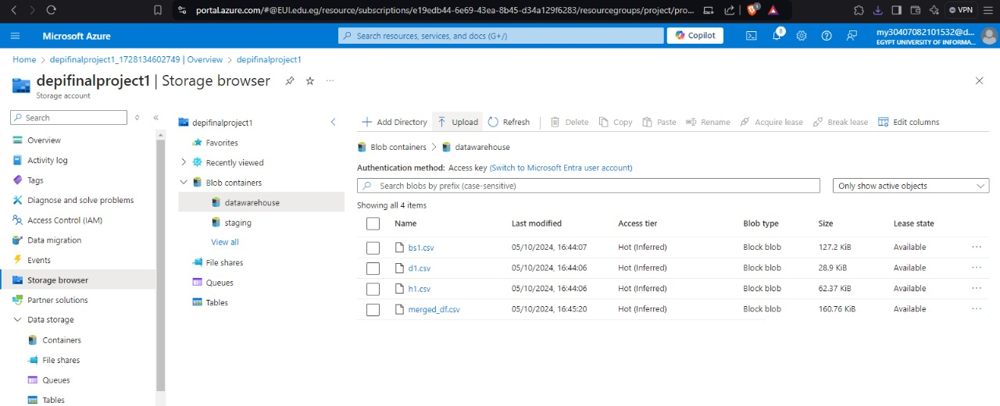 portal.azure.com/#@EUI.edu.eg/resource/subscriptions/e19edb44-6e69-43ea-8b45-d34a129f6283/resourcegroups/project/pro...
1
VPN
Microsoft Azure
Search resources, services, and docs (G+/)
Copilot
8
my30407082101532@d...
EGYPT UNIVERSITY OF INFORMA...
Home > depifinalproject1_1728134602749 | Overview > depifinalproject1
depifinalproject1 | Storage browser
Storage account
Search
Overview
Activity log
Tags
Diagnose and solve problems
Access Control (IAM)
Data migration
Events
Storage browser
Partner solutions
Data storage
Containers
File shares
Queues
Tables
depifinalproject1
Favorites
Recently viewed
Blob containers
datawarehouse
staging
View all
File shares
Queues
Tables
Add Directory Upload Refresh Delete Copy Paste Rename Acquire lease Break lease Edit columns
Blob containers > datawarehouse
Authentication method: Access key (Switch to Microsoft Entra user account)
Search blobs by prefix (case-sensitive)
Only show active objects
Showing all 4 items
Name Last modified Access tier Blob type Size Lease state
bs1.csv 05/10/2024, 16:44:07 Hot (Inferred) Block blob 127.2 KiB Available
d1.csv 05/10/2024, 16:44:06 Hot (Inferred) Block blob 28.9 KiB Available
h1.csv 05/10/2024, 16:44:06 Hot (Inferred) Block blob 62.37 KiB Available
merged_df.csv 05/10/2024, 16:45:20 Hot (Inferred) Block blob 160.76 KiB Available